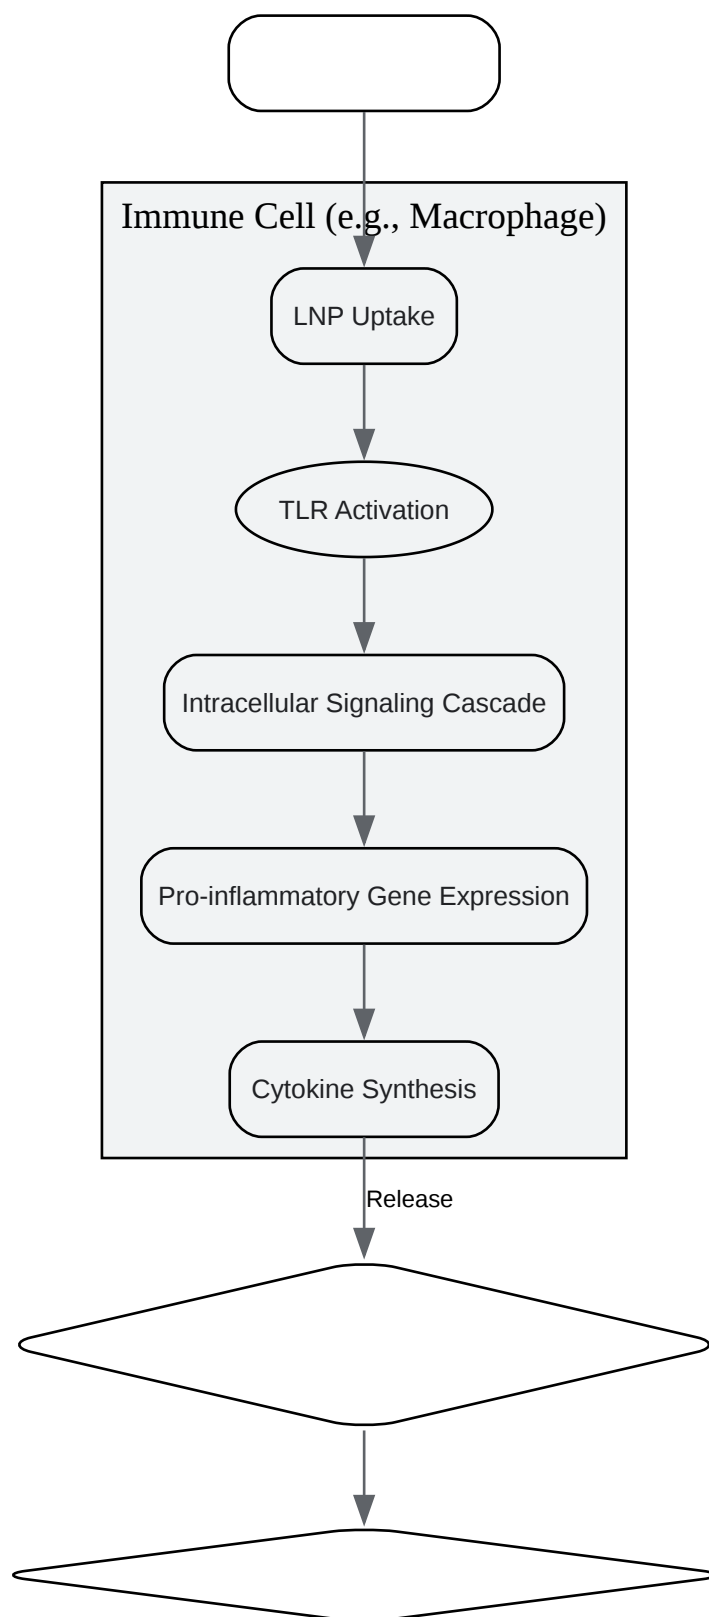 Immune Cell (e.g., Macrophage)
LNP Uptake
TLR Activation
Intracellular Signaling Cascade
Pro-inflammatory Gene Expression
Cytokine Synthesis
Release